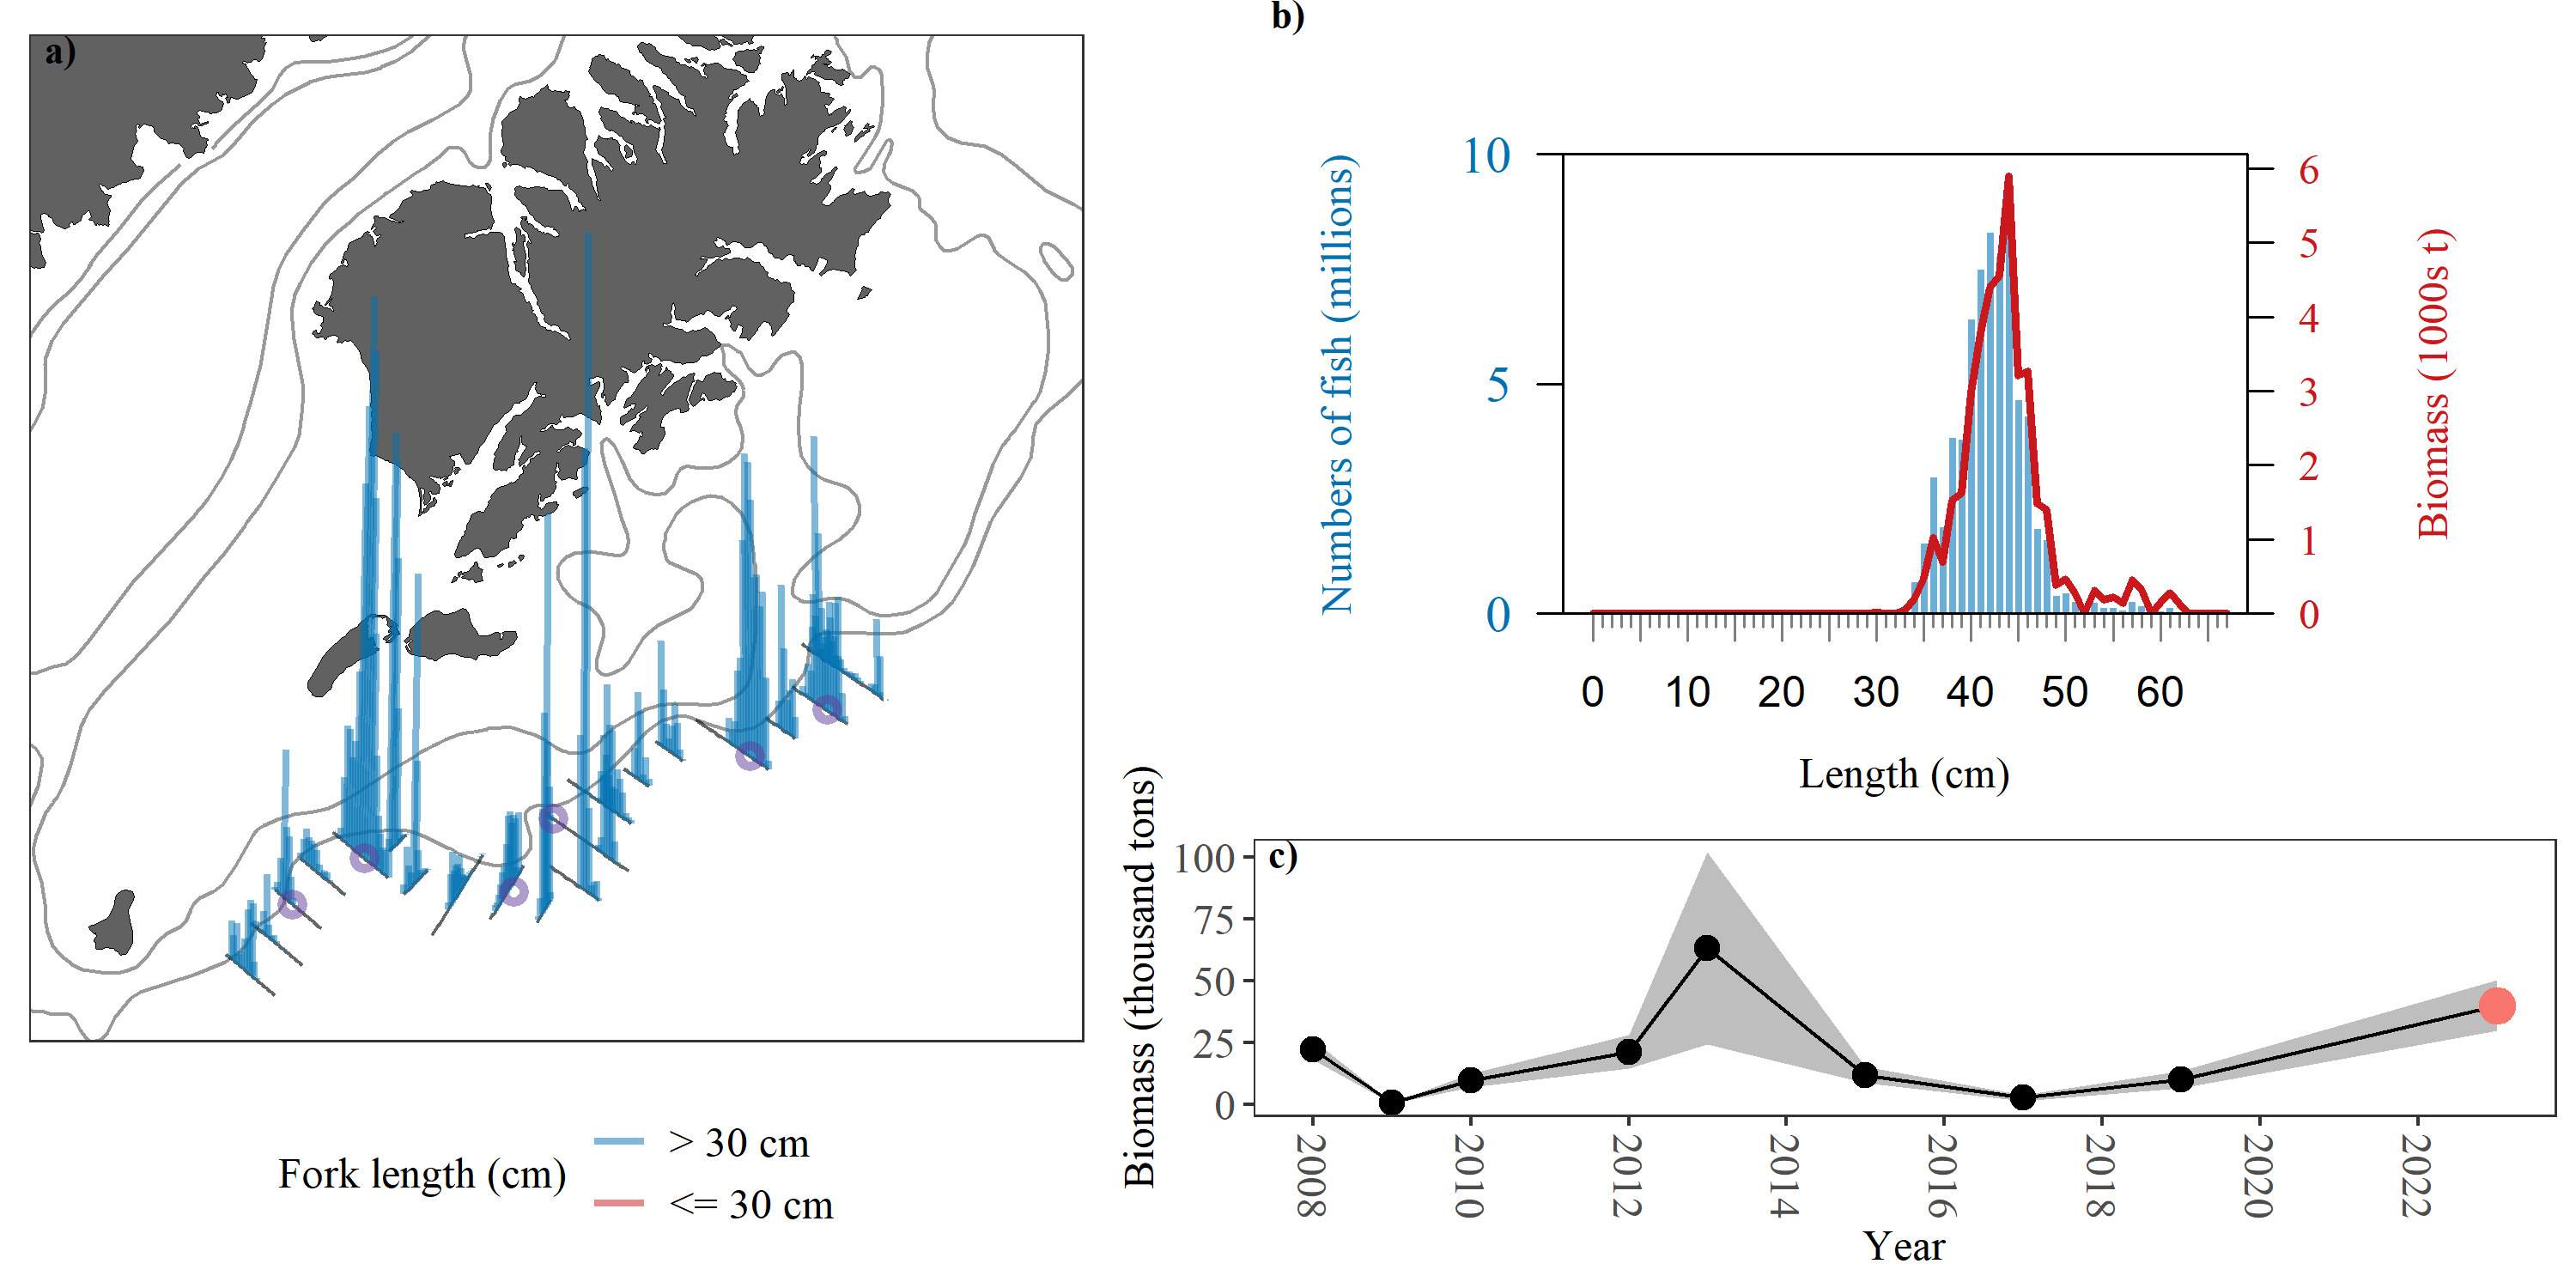 a)
Fork length (cm)
> 30 cm
<= 30 cm
b)
Numbers of fish (millions)
10
5
0
Biomass (1000s t)
6
5
4
3
2
1
0
0 10 20 30 40 50 60
Length (cm)
c)
Biomass (thousand tons)
100
75
50
25
0
2008 2010 2012 2014 2016 2018 2020 2022
Year